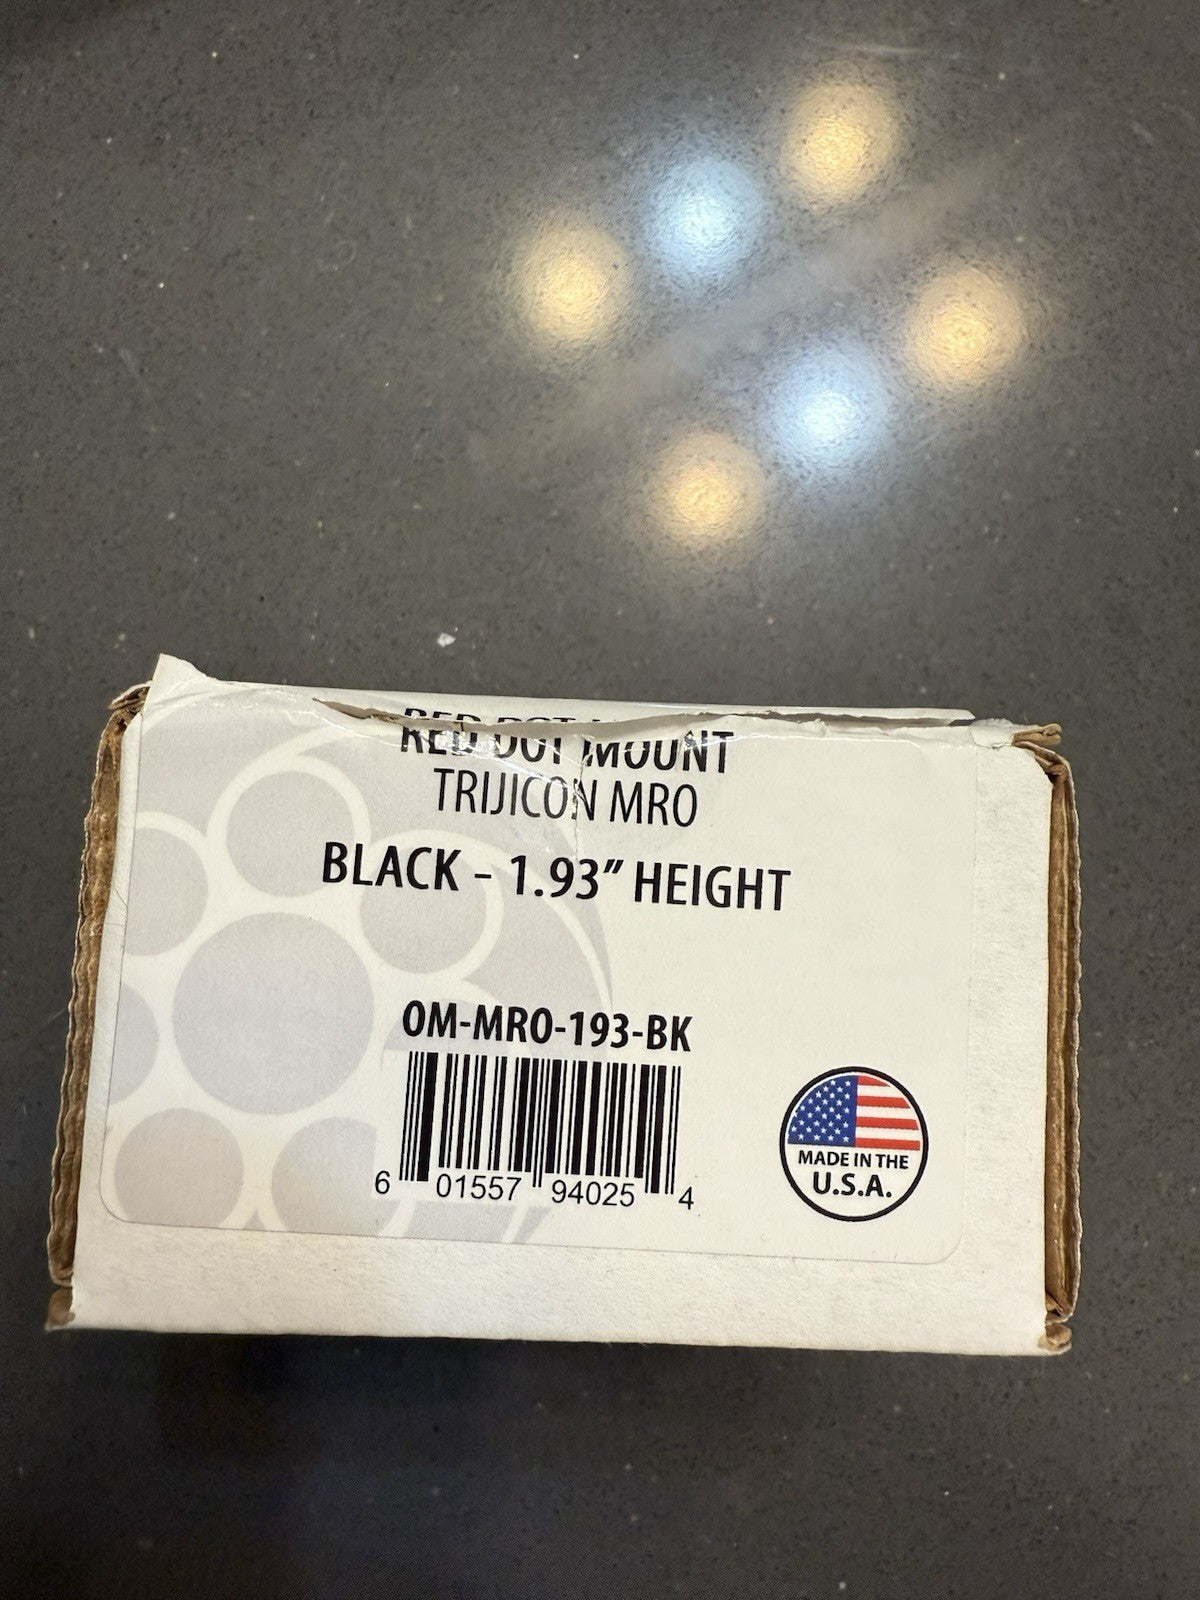 RED DOT MOUNT
TRIJICON MRO
BLACK - 1.93" HEIGHT
OM-MRO-193-BK
6 01557 94025 4
MADE IN THE
U.S.A.